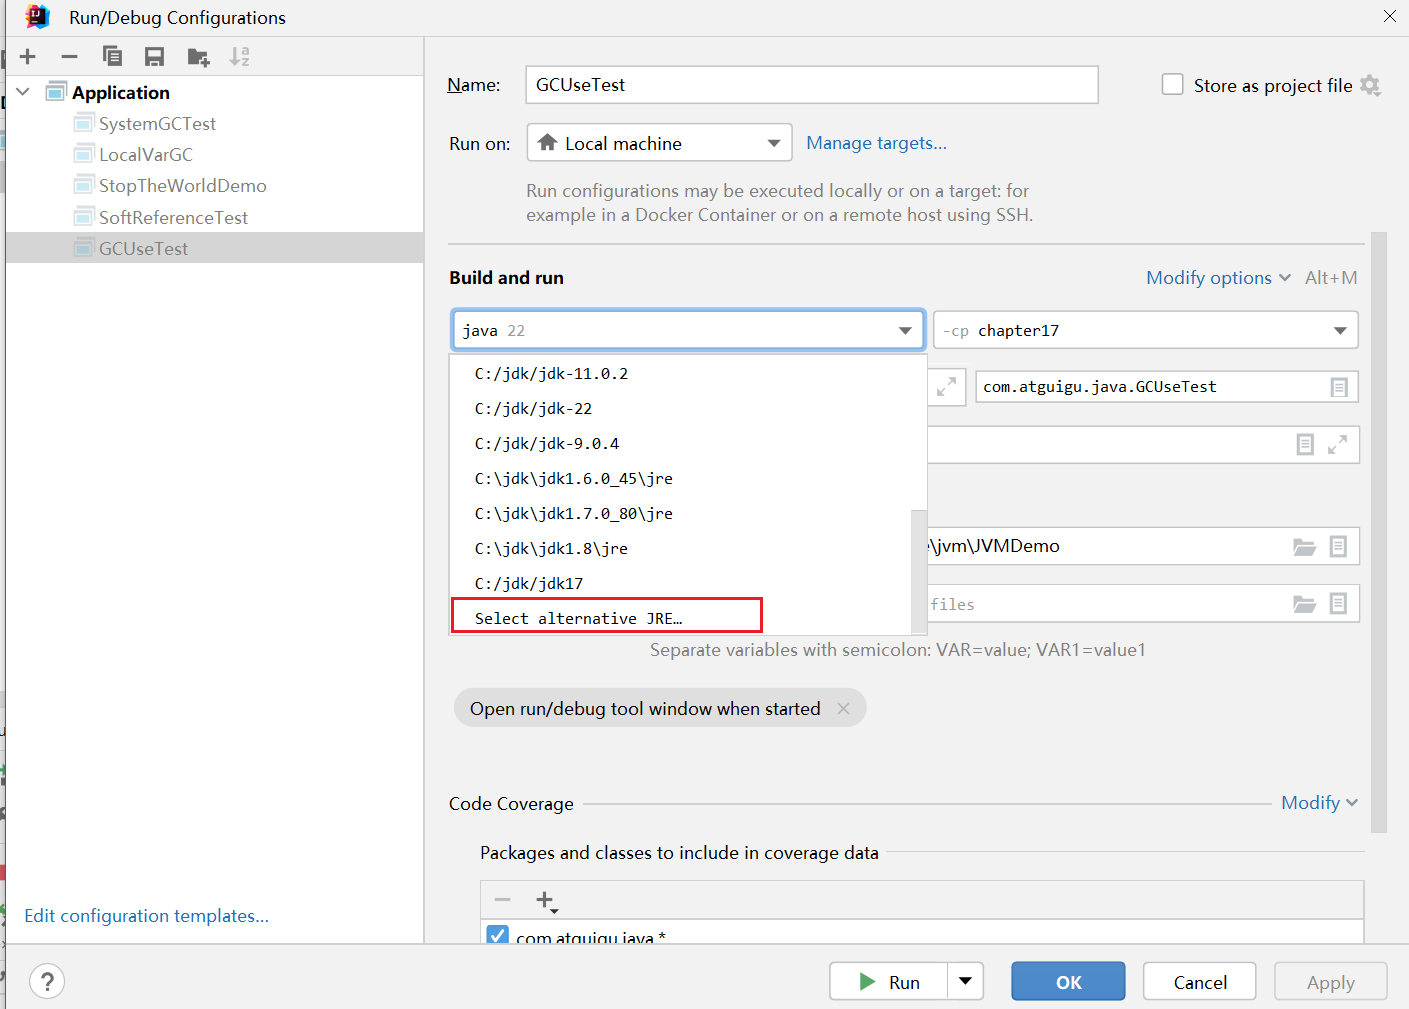 Run/Debug Configurations
Application
SystemGCTest
LocalVarGC
StopTheWorldDemo
SoftReferenceTest
GCUseTest
Edit configuration templates...
Name: GCUseTest
Store as project file
Run on: Local machine
Manage targets...
Run configurations may be executed locally or on a target: for
example in a Docker Container or on a remote host using SSH.
Build and run
Modify options Alt+M
java 22
-cp chapter17
C:/jdk/jdk-11.0.2
C:/jdk/jdk-22
C:/jdk/jdk-9.0.4
C:\jdk\jdk1.6.0_45\jre
C:\jdk\jdk1.7.0_80\jre
C:\jdk\jdk1.8\jre
C:/jdk/jdk17
Select alternative JRE…
com.atguigu.java.GCUseTest
\jvm\JVMDemo
files
Separate variables with semicolon: VAR=value; VAR1=value1
Open run/debug tool window when started
Code Coverage
Modify
Packages and classes to include in coverage data
com.atguigu.java.*
?
Run
OK
Cancel
Apply